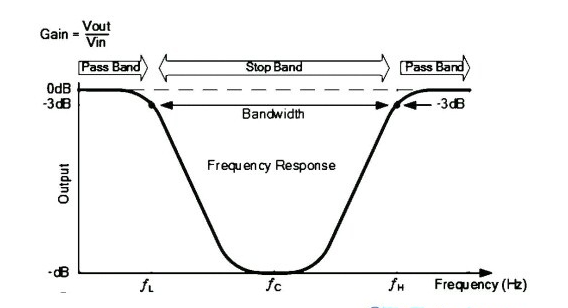 Gain = Vout
Vin
Pass Band
Stop Band
Pass Band
0dB
-3dB
-3dB
Bandwidth
Frequency Response
Output
-dB
fL
fC
fH
Frequency (Hz)